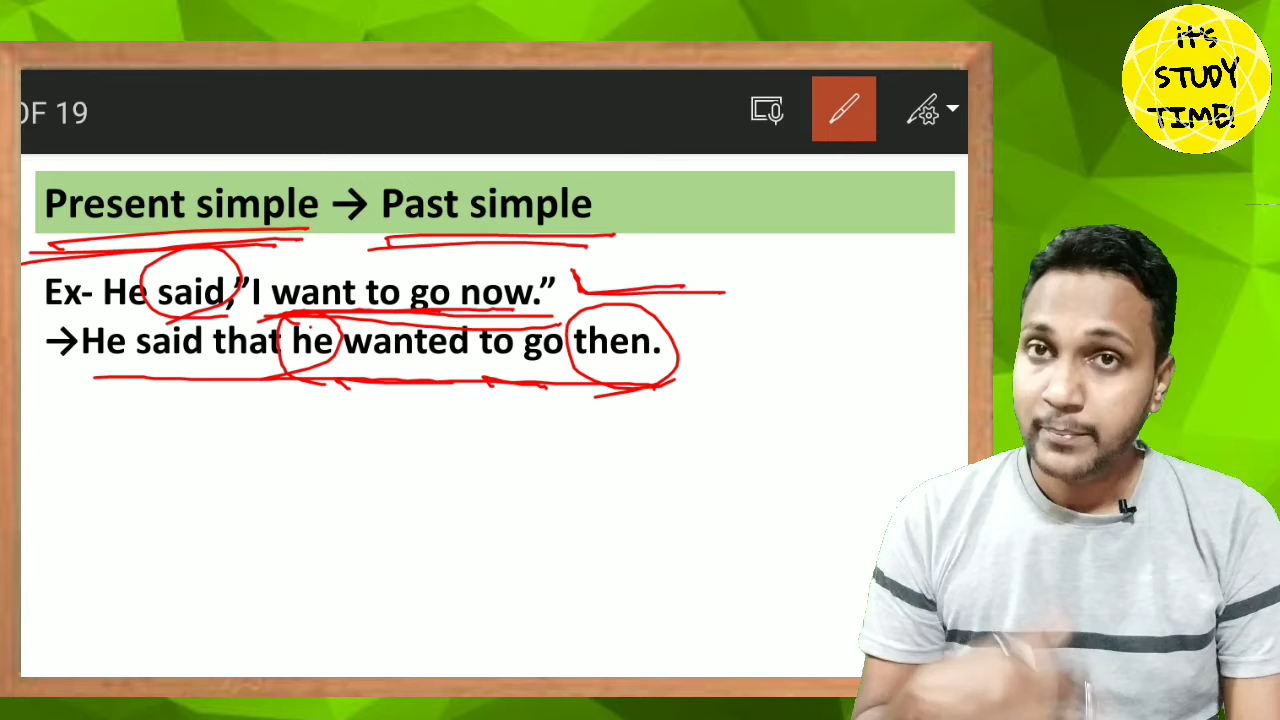 OF 19
IT'S
STUDY
TIME!
Present simple → Past simple
Ex- He said,”I want to go now.”
→He said that he wanted to go then.